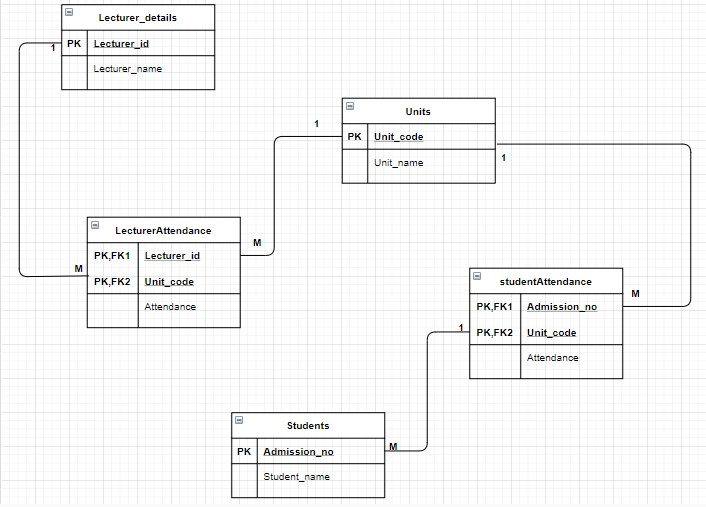 Lecturer_details
1
PK Lecturer_id
Lecturer_name
Units
1
PK Unit_code
Unit_name
1
LecturerAttendance
M
PK,FK1 Lecturer_id
M
PK,FK2 Unit_code
Attendance
studentAttendance
M
PK,FK1 Admission_no
1
PK,FK2 Unit_code
Attendance
Students
M
PK Admission_no
Student_name